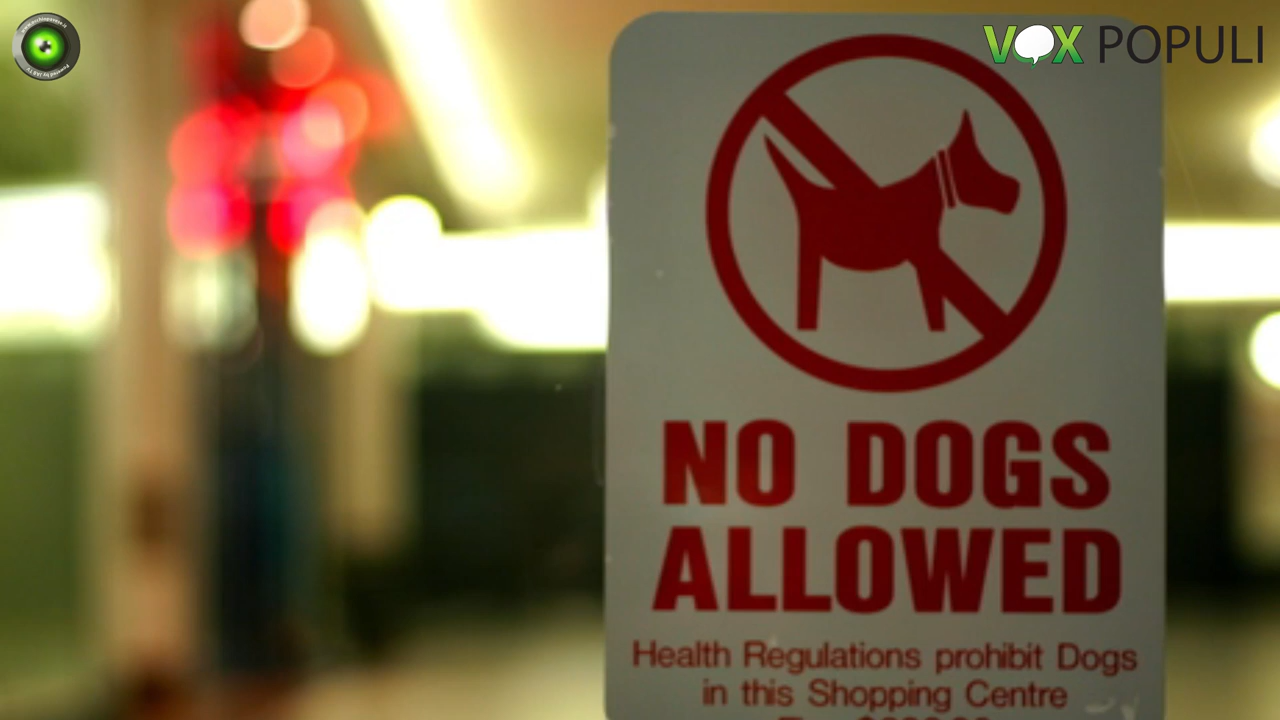 VOX POPULI
NO DOGS
ALLOWED
Health Regulations prohibit Dogs
in this Shopping Centre